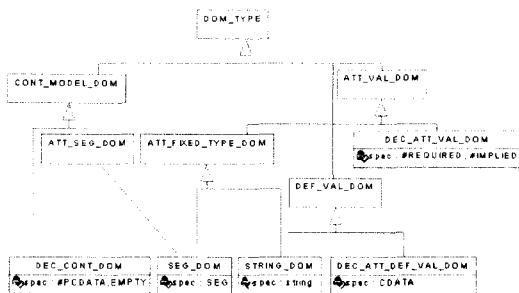 DOM_TYPE
CONT_MODEL_DOM
ATT_VAL_DOM
ATT_SEG_DOM
ATT_FIXED_TYPE_DOM
DEC_ATT_VAL_DOM
spec : #REQUIRED, #IMPLIED
DEF_VAL_DOM
DEC_CONT_DOM
spec : #PCDATA,EMPTY
SEG_DOM
spec : SEG
STRING_DOM
spec : string
DEC_ATT_DEF_VAL_DOM
spec : CDATA